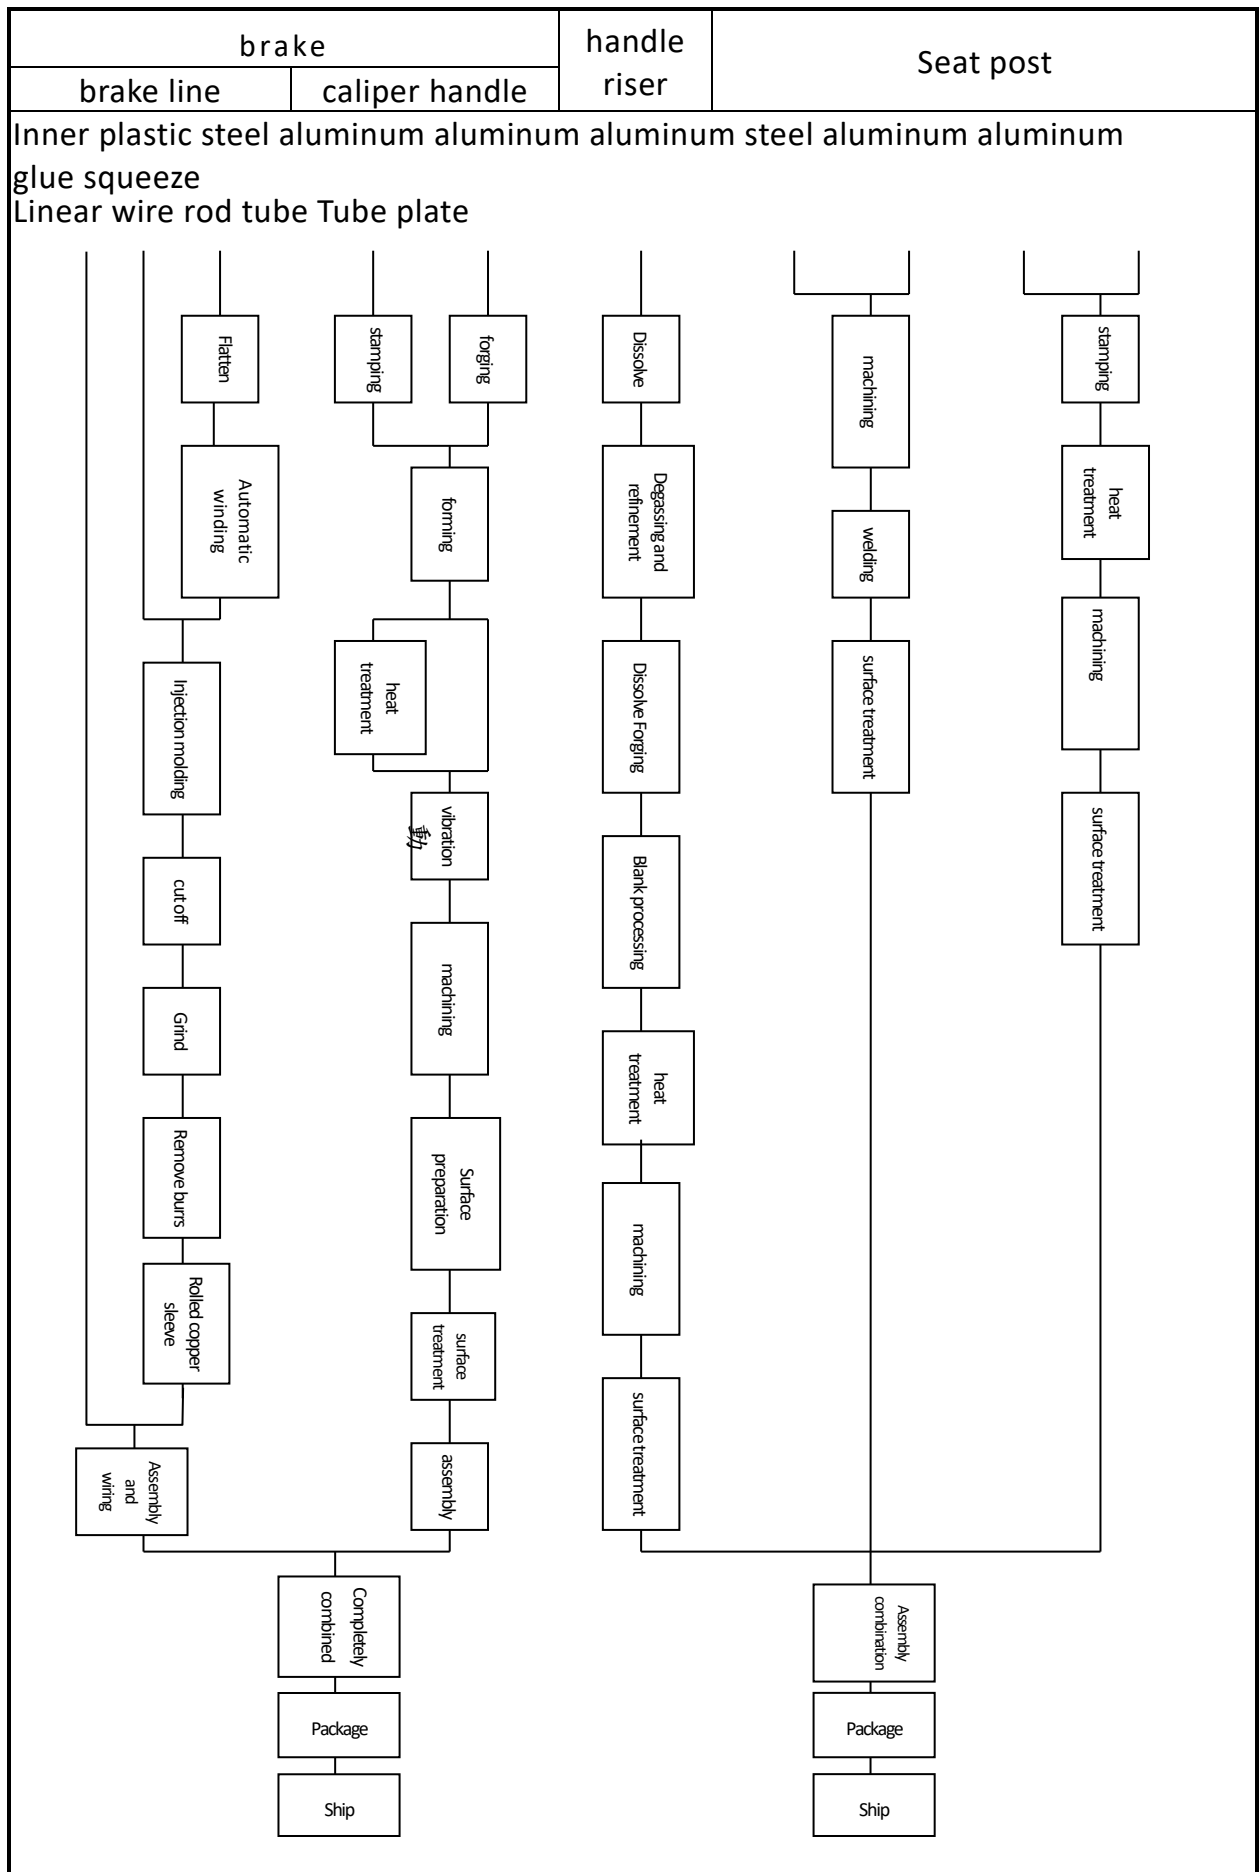 brake
handle
riser
Seat post
brake line
caliper handle
Inner plastic steel aluminum aluminum aluminum steel aluminum aluminum
glue squeeze
Linear wire rod tube Tube plate
Flatten
Automatic
winding
Injection molding
cut off
Grind
Remove burrs
Rolled copper
sleeve
Assembly
and
wiring
stamping
forging
forming
heat
treatment
vibration
動
machining
Surface
preparation
surface
treatment
assembly
Completely
combined
Package
Ship
Dissolve
Degassing and
refinement
Dissolve Forging
Blank processing
heat
treatment
machining
surface treatment
machining
welding
surface treatment
stamping
heat
treatment
machining
surface treatment
Assembly
combination
Package
Ship